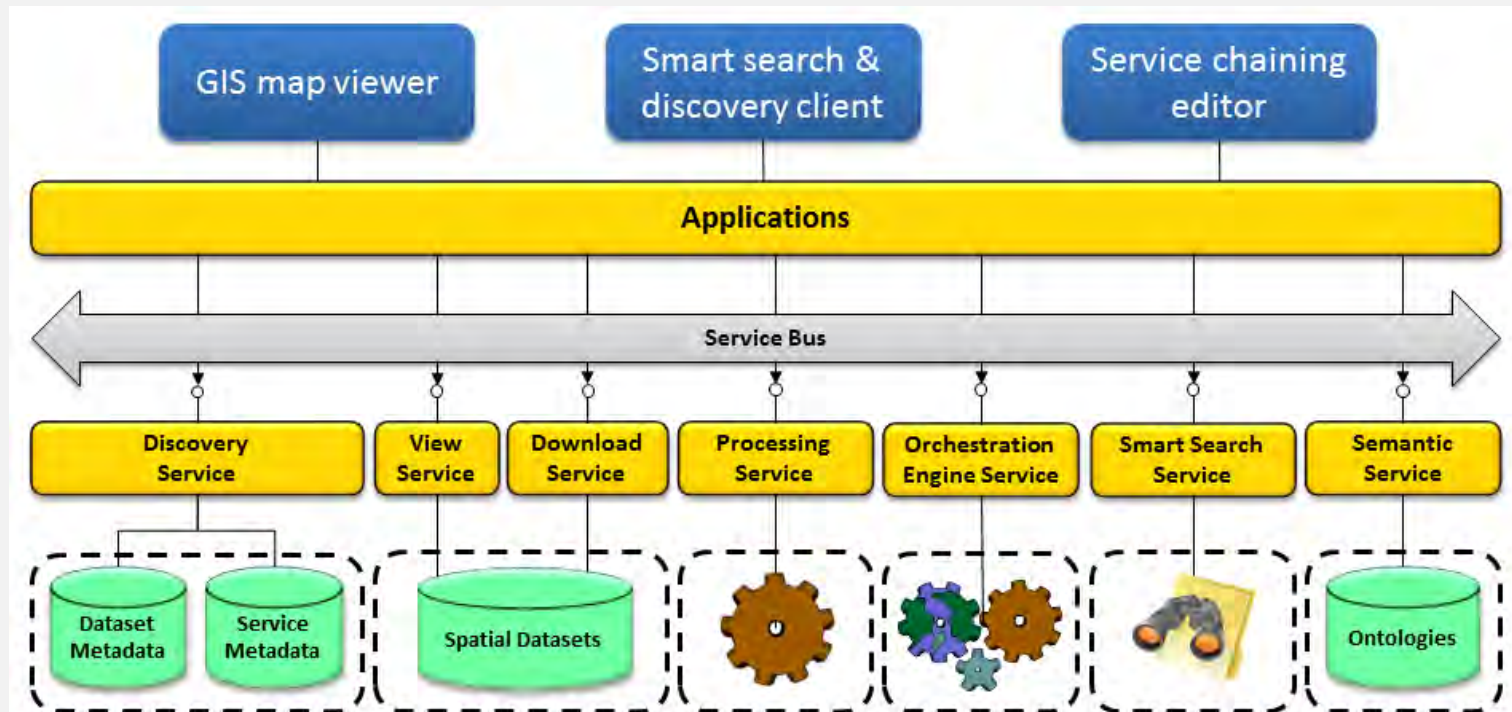 GIS map viewer
Smart search &
discovery client
Service chaining
editor
Applications
Service Bus
Discovery
Service
View
Service
Download
Service
Processing
Service
Orchestration
Engine Service
Smart Search
Service
Semantic
Service
Dataset
Metadata
Service
Metadata
Spatial Datasets
Ontologies